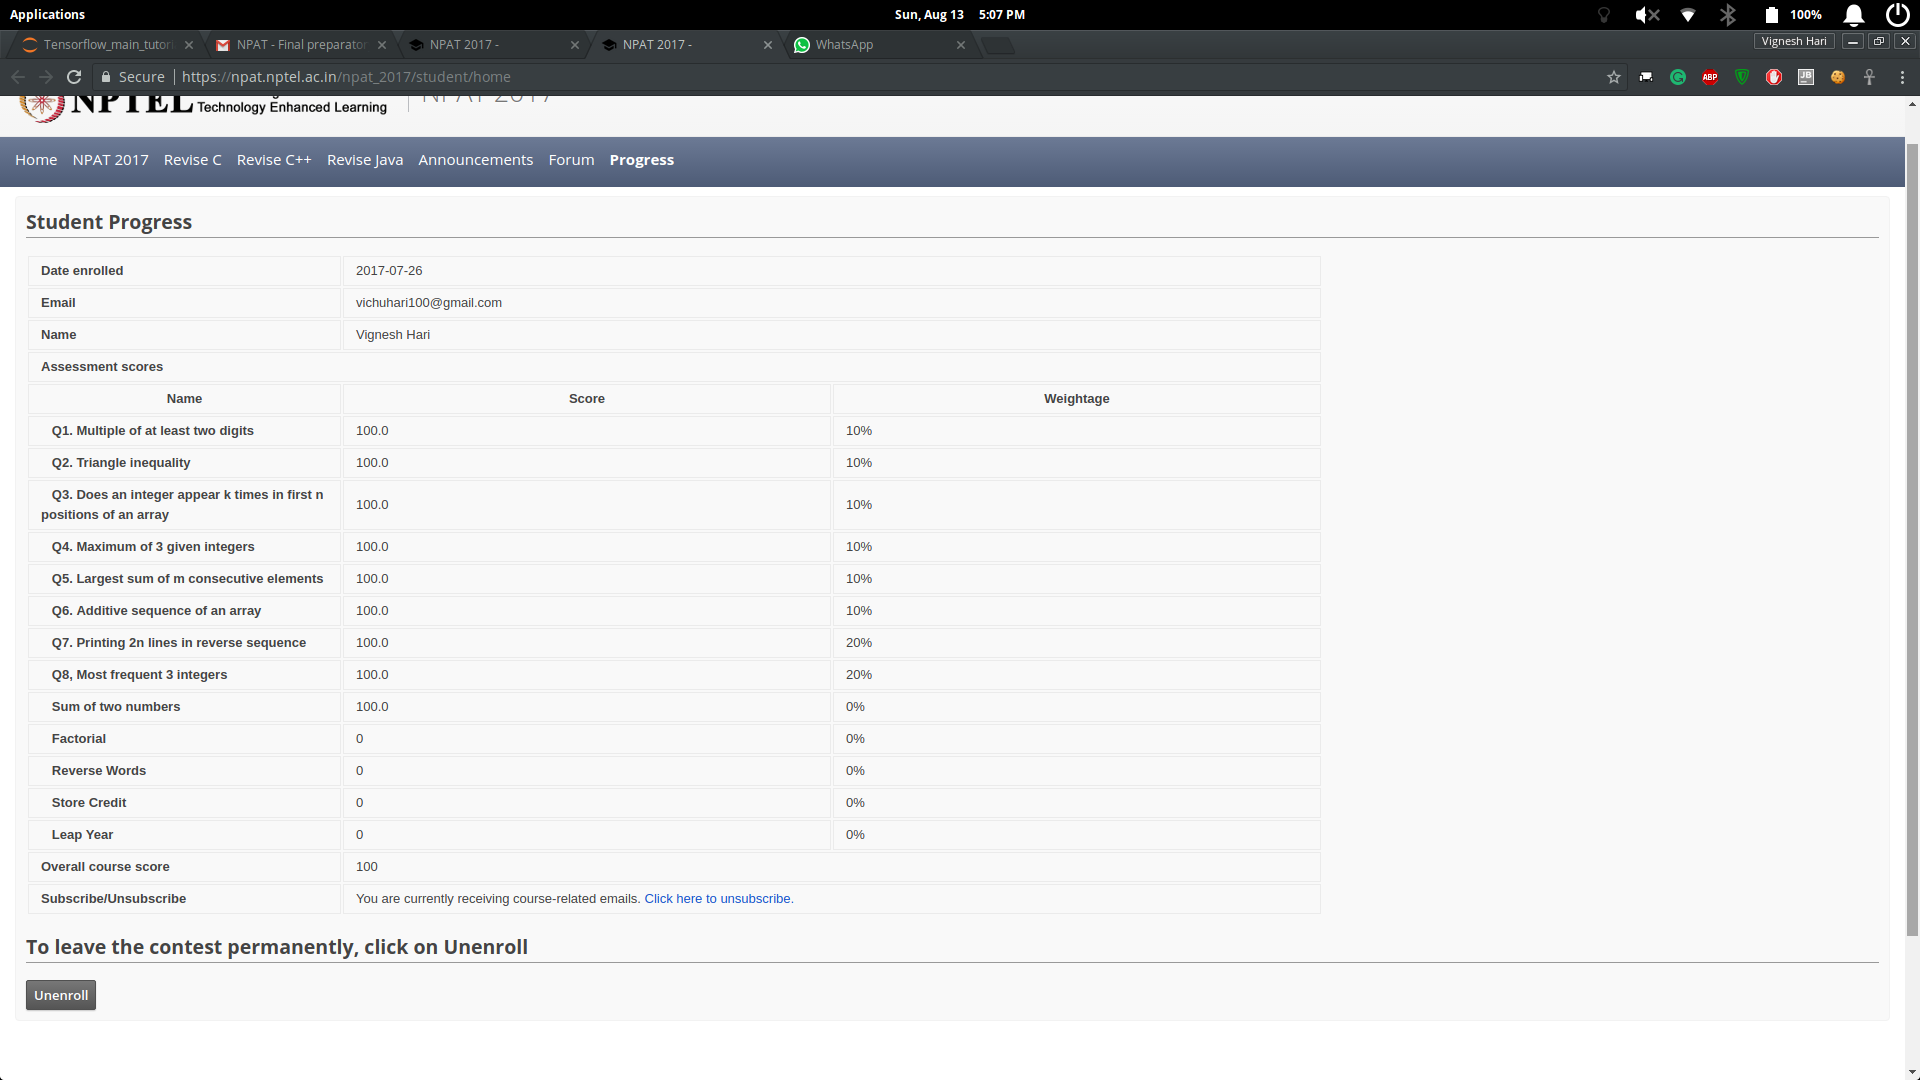 Applications
Sun, Aug 13 5:07 PM
100%
Tensorflow_main_tutori
NPAT - Final preparator
NPAT 2017 -
NPAT 2017 -
WhatsApp
Vignesh Hari
Secure
https://npat.nptel.ac.in/npat_2017/student/home
ABP
JB
NPTEL
Technology Enhanced Learning
NPAT 2017
Home NPAT 2017 Revise C Revise C++ Revise Java Announcements Forum Progress
Student Progress
Date enrolled 2017-07-26
Email vichuhari100@gmail.com
Name Vignesh Hari
Assessment scores
Name Score Weightage
Q1. Multiple of at least two digits 100.0 10%
Q2. Triangle inequality 100.0 10%
Q3. Does an integer appear k times in first n
positions of an array 100.0 10%
Q4. Maximum of 3 given integers 100.0 10%
Q5. Largest sum of m consecutive elements 100.0 10%
Q6. Additive sequence of an array 100.0 10%
Q7. Printing 2n lines in reverse sequence 100.0 20%
Q8, Most frequent 3 integers 100.0 20%
Sum of two numbers 100.0 0%
Factorial 0 0%
Reverse Words 0 0%
Store Credit 0 0%
Leap Year 0 0%
Overall course score 100
Subscribe/Unsubscribe You are currently receiving course-related emails. Click here to unsubscribe.
To leave the contest permanently, click on Unenroll
Unenroll